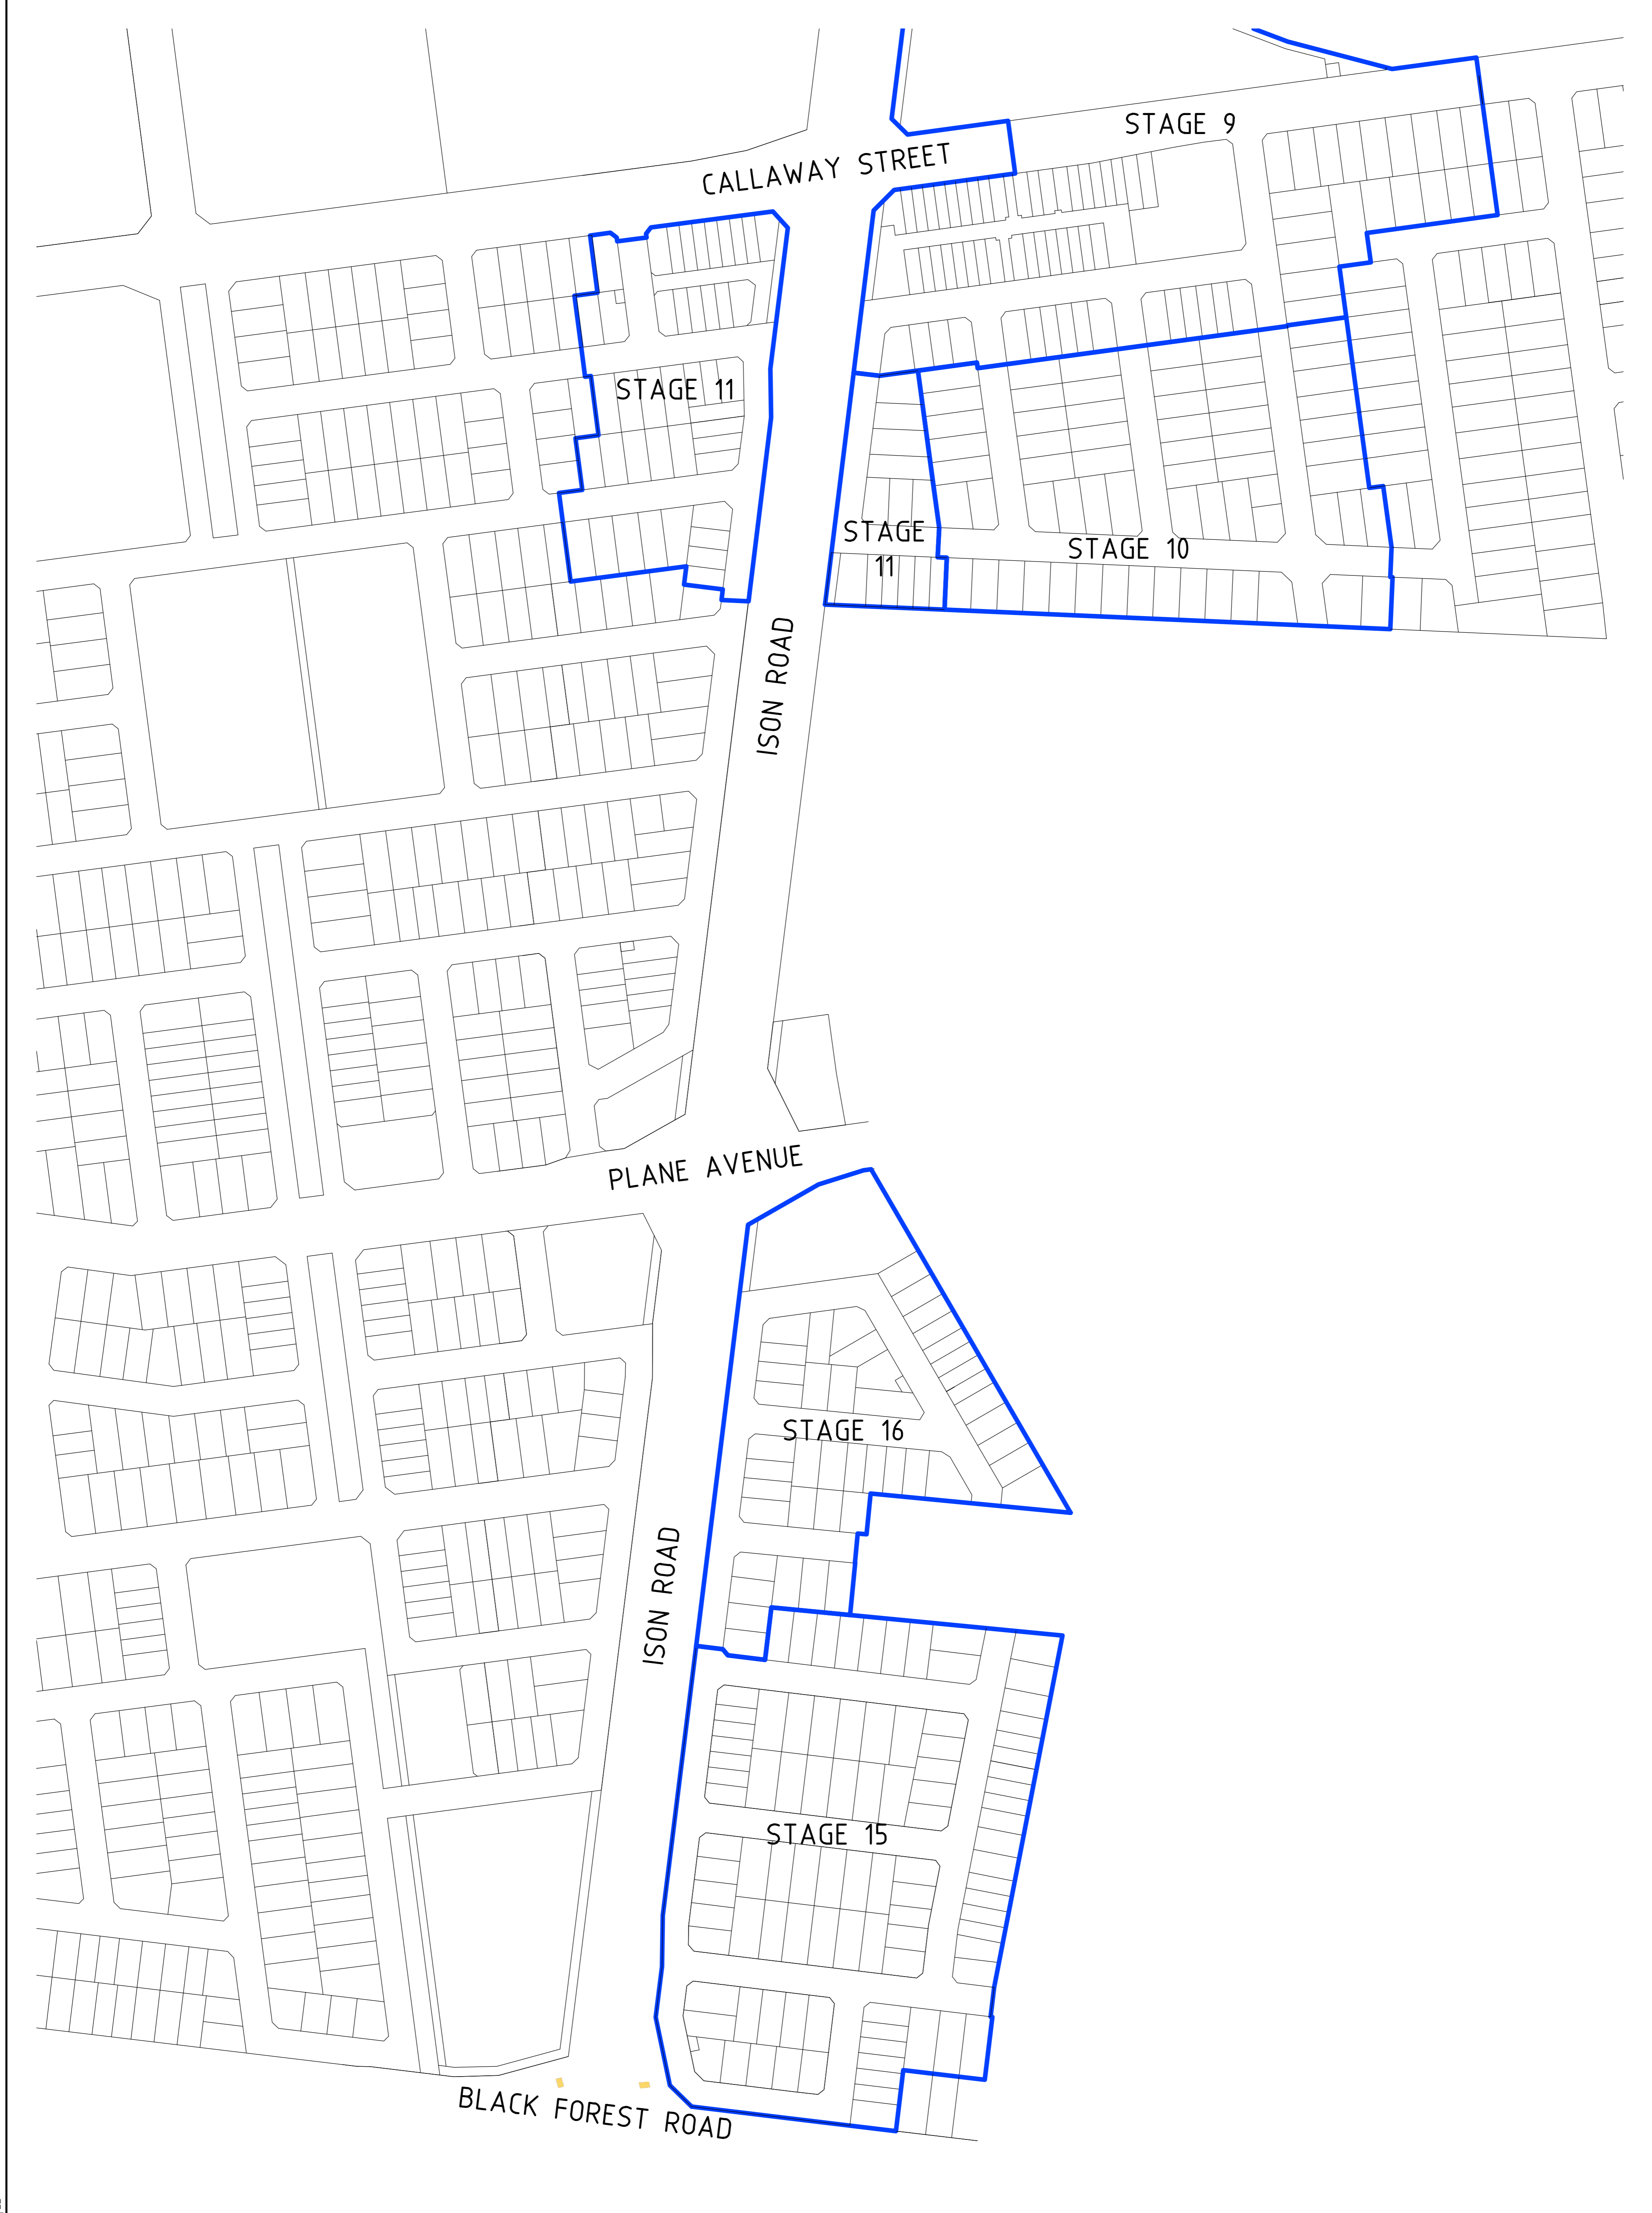 STAGE 9
CALLAWAY STREET
STAGE 11
STAGE
11
STAGE 10
ISON ROAD
PLANE AVENUE
STAGE 16
ISON ROAD
STAGE 15
BLACK FOREST ROAD